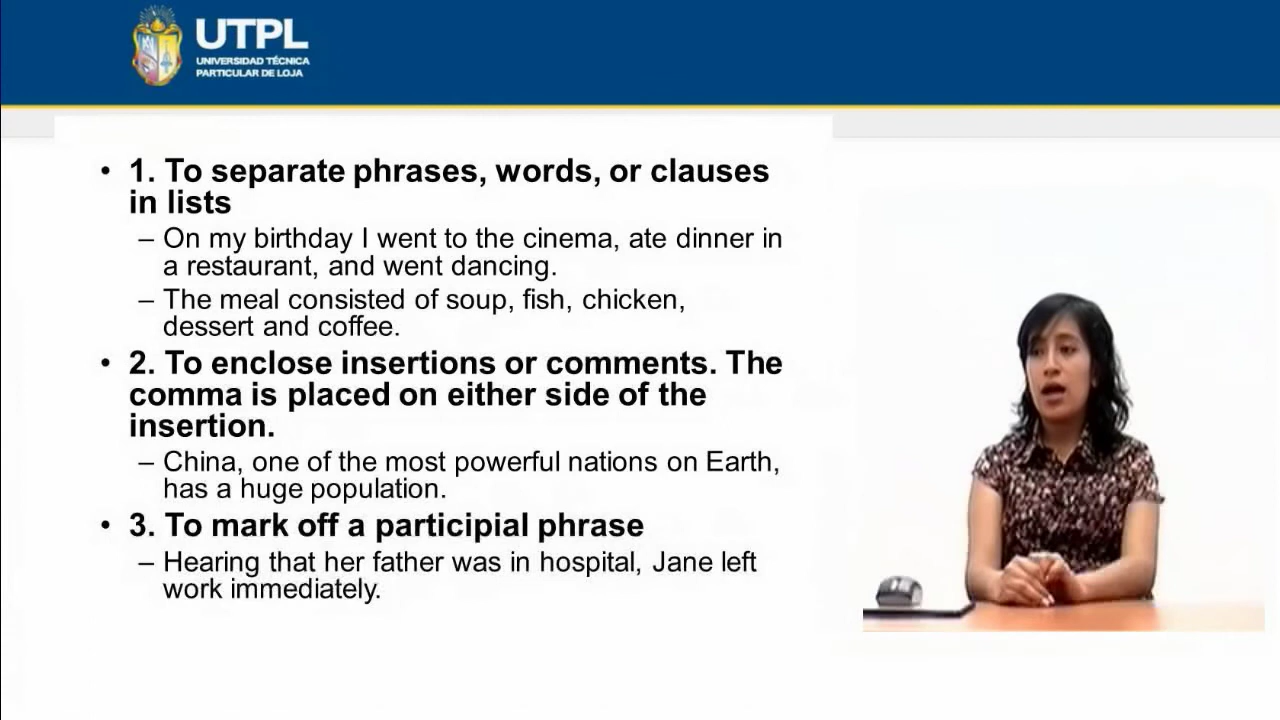 UTPL
UNIVERSIDAD TÉCNICA
PARTICULAR DE LOJA
• 1. To separate phrases, words, or clauses
in lists
– On my birthday I went to the cinema, ate dinner in
a restaurant, and went dancing.
– The meal consisted of soup, fish, chicken,
dessert and coffee.
• 2. To enclose insertions or comments. The
comma is placed on either side of the
insertion.
– China, one of the most powerful nations on Earth,
has a huge population.
• 3. To mark off a participial phrase
– Hearing that her father was in hospital, Jane left
work immediately.